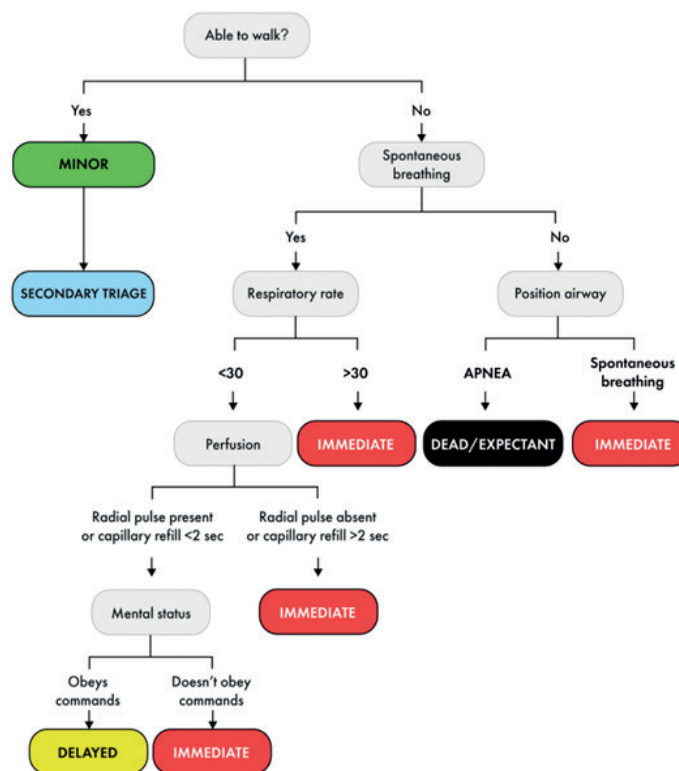 Able to walk?
Yes
No
MINOR
Spontaneous
breathing
Yes
No
SECONDARY TRIAGE
Respiratory rate
Position airway
<30
>30
APNEA
Spontaneous
breathing
Perfusion
IMMEDIATE
DEAD/EXPECTANT
IMMEDIATE
Radial pulse present
or capillary refill <2 sec
Radial pulse absent
or capillary refill >2 sec
Mental status
IMMEDIATE
Obeys
commands
Doesn't obey
commands
DELAYED
IMMEDIATE